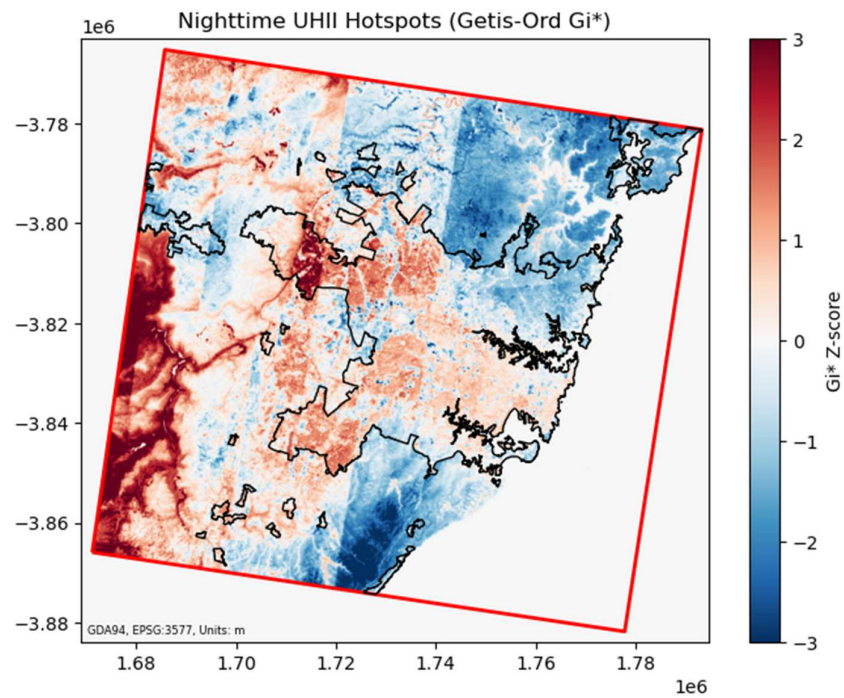 Nighttime UHII Hotspots (Getis-Ord Gi*)
1e6
3
−3.78
2
−3.80
1
−3.82
0
Gi* Z-score
−3.84
−1
−3.86
−2
−3.88
−3
GDA94, EPSG:3577, Units: m
1.68 1.70 1.72 1.74 1.76 1.78
1e6